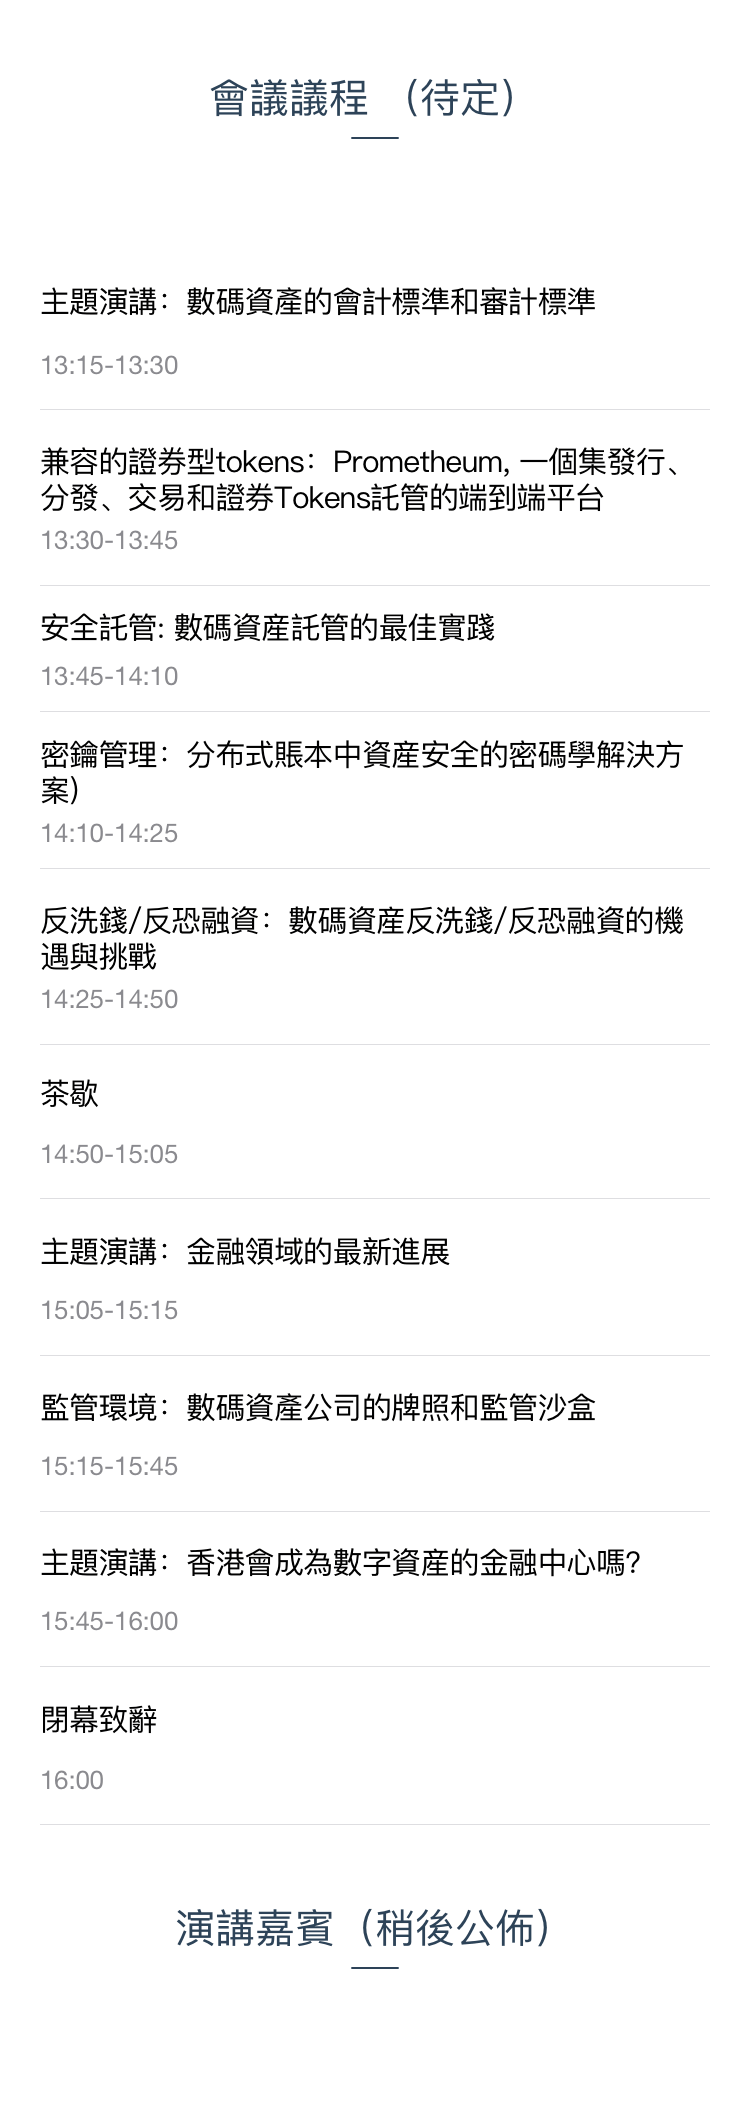 會議議程 （待定）
主題演講：數碼資產的會計標準和審計標準
13:15-13:30
兼容的證券型tokens：Prometheum, 一個集發行、
分發、交易和證券Tokens託管的端到端平台
13:30-13:45
安全託管: 數碼資産託管的最佳實踐
13:45-14:10
密鑰管理：分布式賬本中資産安全的密碼學解決方
案)
14:10-14:25
反洗錢/反恐融資：數碼資産反洗錢/反恐融資的機
遇與挑戰
14:25-14:50
茶歇
14:50-15:05
主題演講：金融領域的最新進展
15:05-15:15
監管環境：數碼資產公司的牌照和監管沙盒
15:15-15:45
主題演講：香港會成為數字資産的金融中心嗎？
15:45-16:00
閉幕致辭
16:00
演講嘉賓（稍後公佈）